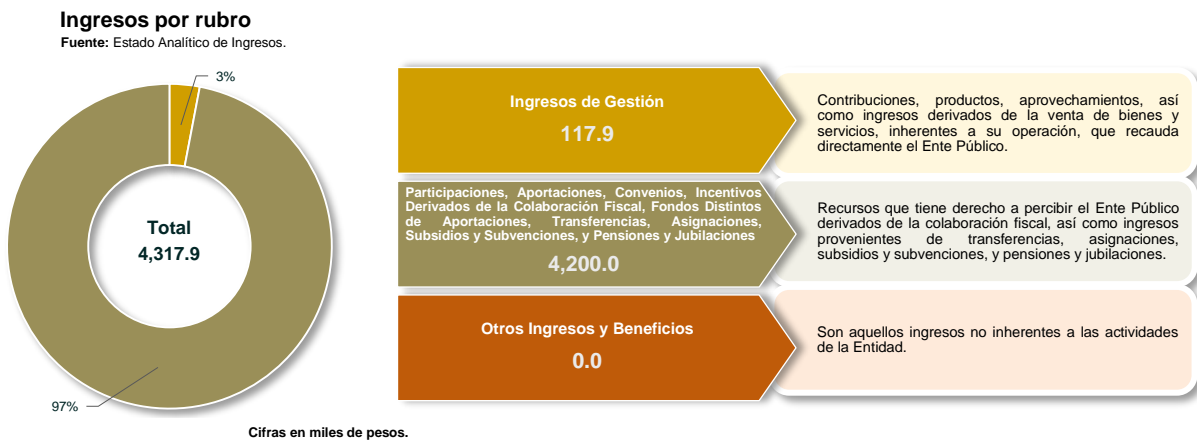 Ingresos por rubro
Fuente: Estado Analítico de Ingresos.
3%
Total
4,317.9
97%
Ingresos de Gestión
117.9
Contribuciones, productos, aprovechamientos, así
como ingresos derivados de la venta de bienes y
servicios, inherentes a su operación, que recauda
directamente el Ente Público.
Participaciones, Aportaciones, Convenios, Incentivos
Derivados de la Colaboración Fiscal, Fondos Distintos
de Aportaciones, Transferencias, Asignaciones,
Subsidios y Subvenciones, y Pensiones y Jubilaciones
4,200.0
Recursos que tiene derecho a percibir el Ente Público
derivados de la colaboración fiscal, así como ingresos
provenientes de transferencias, asignaciones,
subsidios y subvenciones, y pensiones y jubilaciones.
Otros Ingresos y Beneficios
0.0
Son aquellos ingresos no inherentes a las actividades
de la Entidad.
Cifras en miles de pesos.